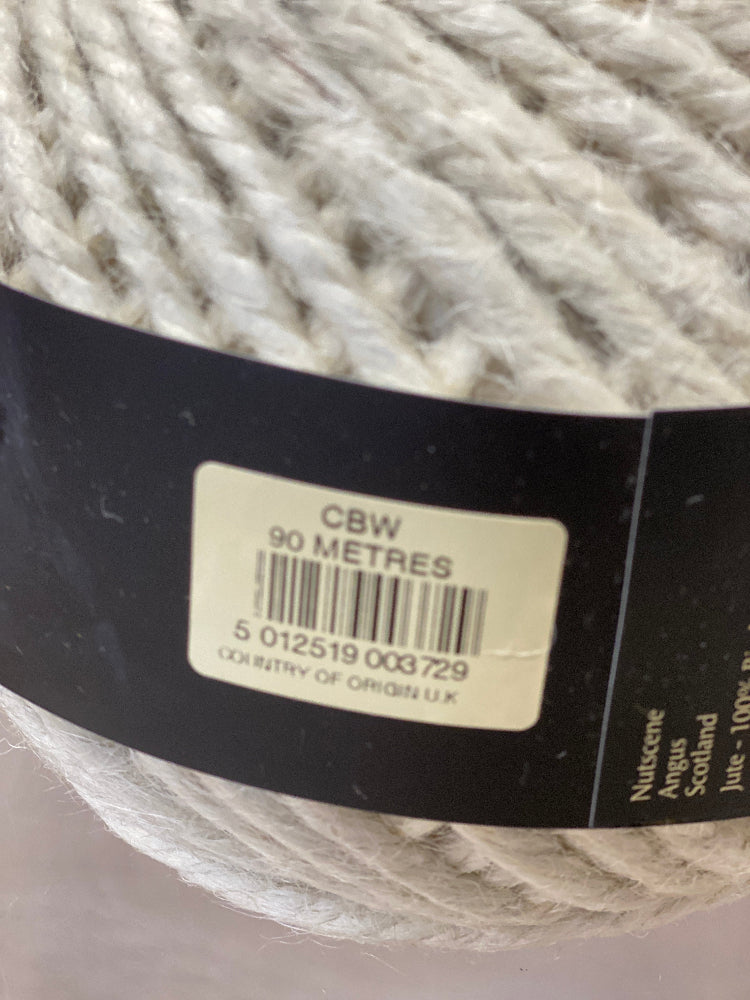 CBW
90 METRES
5 012519 003729
COUNTRY OF ORIGIN U.K
Nutscene
Angus
Scotland
Jute - 100%